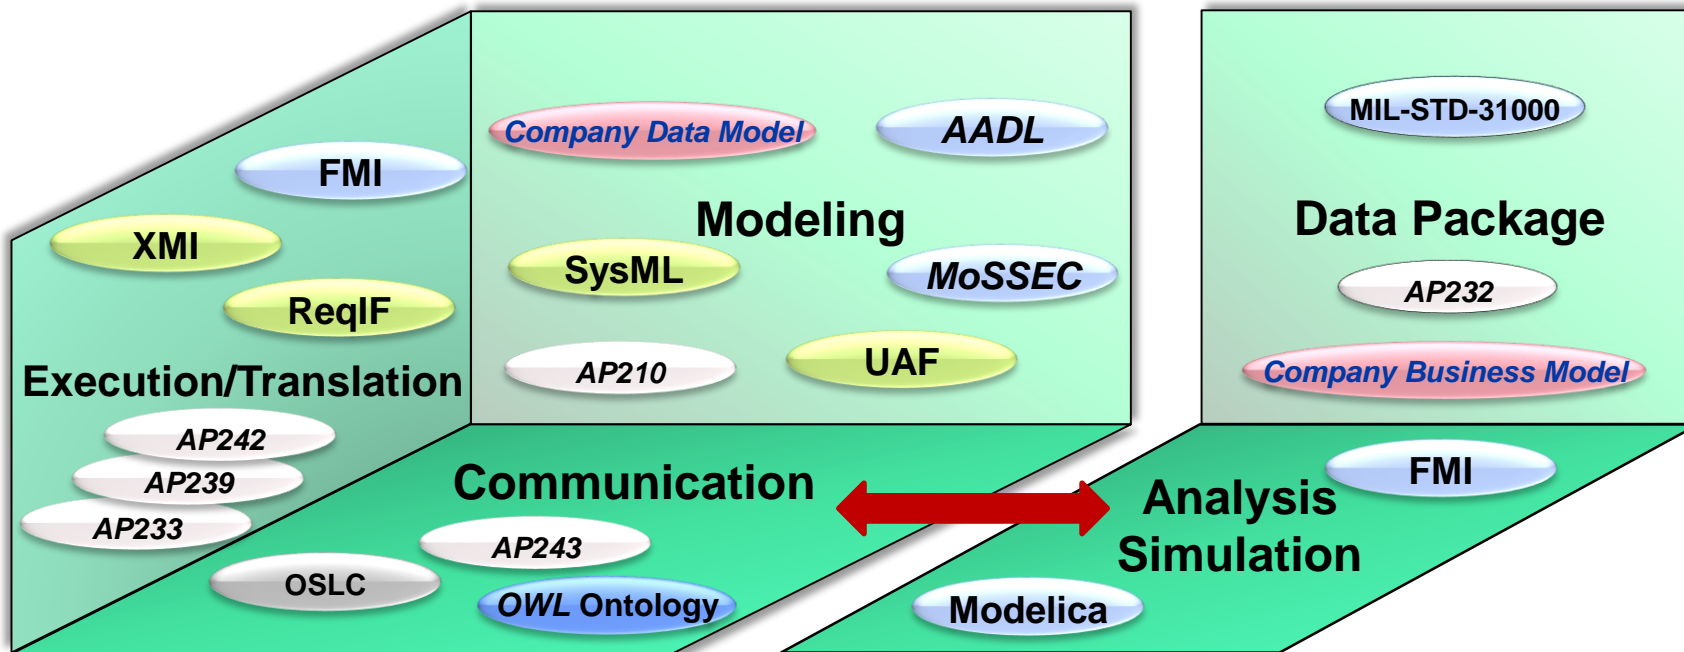 Company Data Model
AADL
FMI
Modeling
XMI
SysML
MoSSEC
ReqIF
AP210
UAF
Execution/Translation
AP242
AP239
AP233
Communication
AP243
OSLC
OWL Ontology
MIL-STD-31000
Data Package
AP232
Company Business Model
FMI
Analysis
Simulation
Modelica